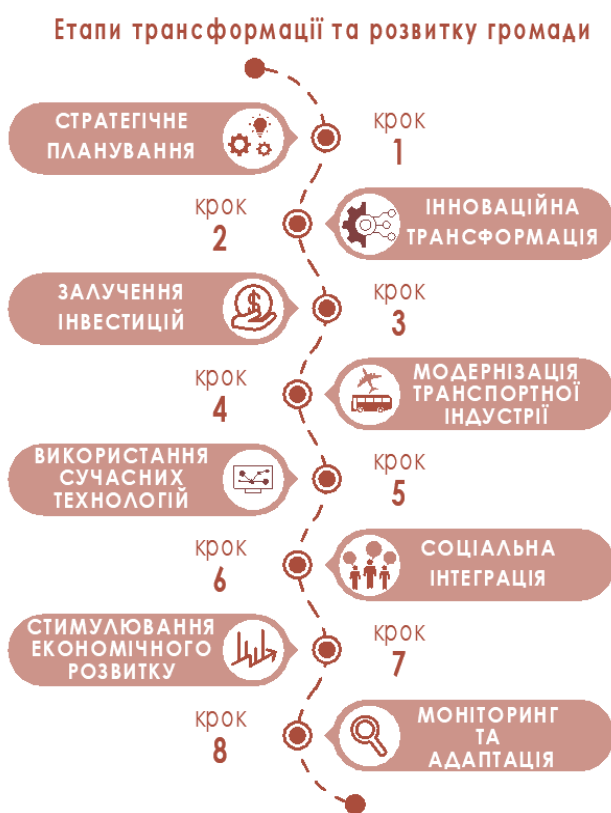 Етапи трансформації та розвитку громади
СТРАТЕГІЧНЕ
ПЛАНУВАННЯ
крок
1
крок
2
ІННОВАЦІЙНА
ТРАНСФОРМАЦІЯ
ЗАЛУЧЕННЯ
ІНВЕСТИЦІЙ
крок
3
крок
4
МОДЕРНІЗАЦІЯ
ТРАНСПОРТНОЇ
ІНДУСТРІЇ
ВИКОРИСТАННЯ
СУЧАСНИХ
ТЕХНОЛОГІЙ
крок
5
крок
6
СОЦІАЛЬНА
ІНТЕГРАЦІЯ
СТИМУЛЮВАННЯ
ЕКОНОМІЧНОГО
РОЗВИТКУ
крок
7
крок
8
МОНІТОРИНГ
ТА
АДАПТАЦІЯ